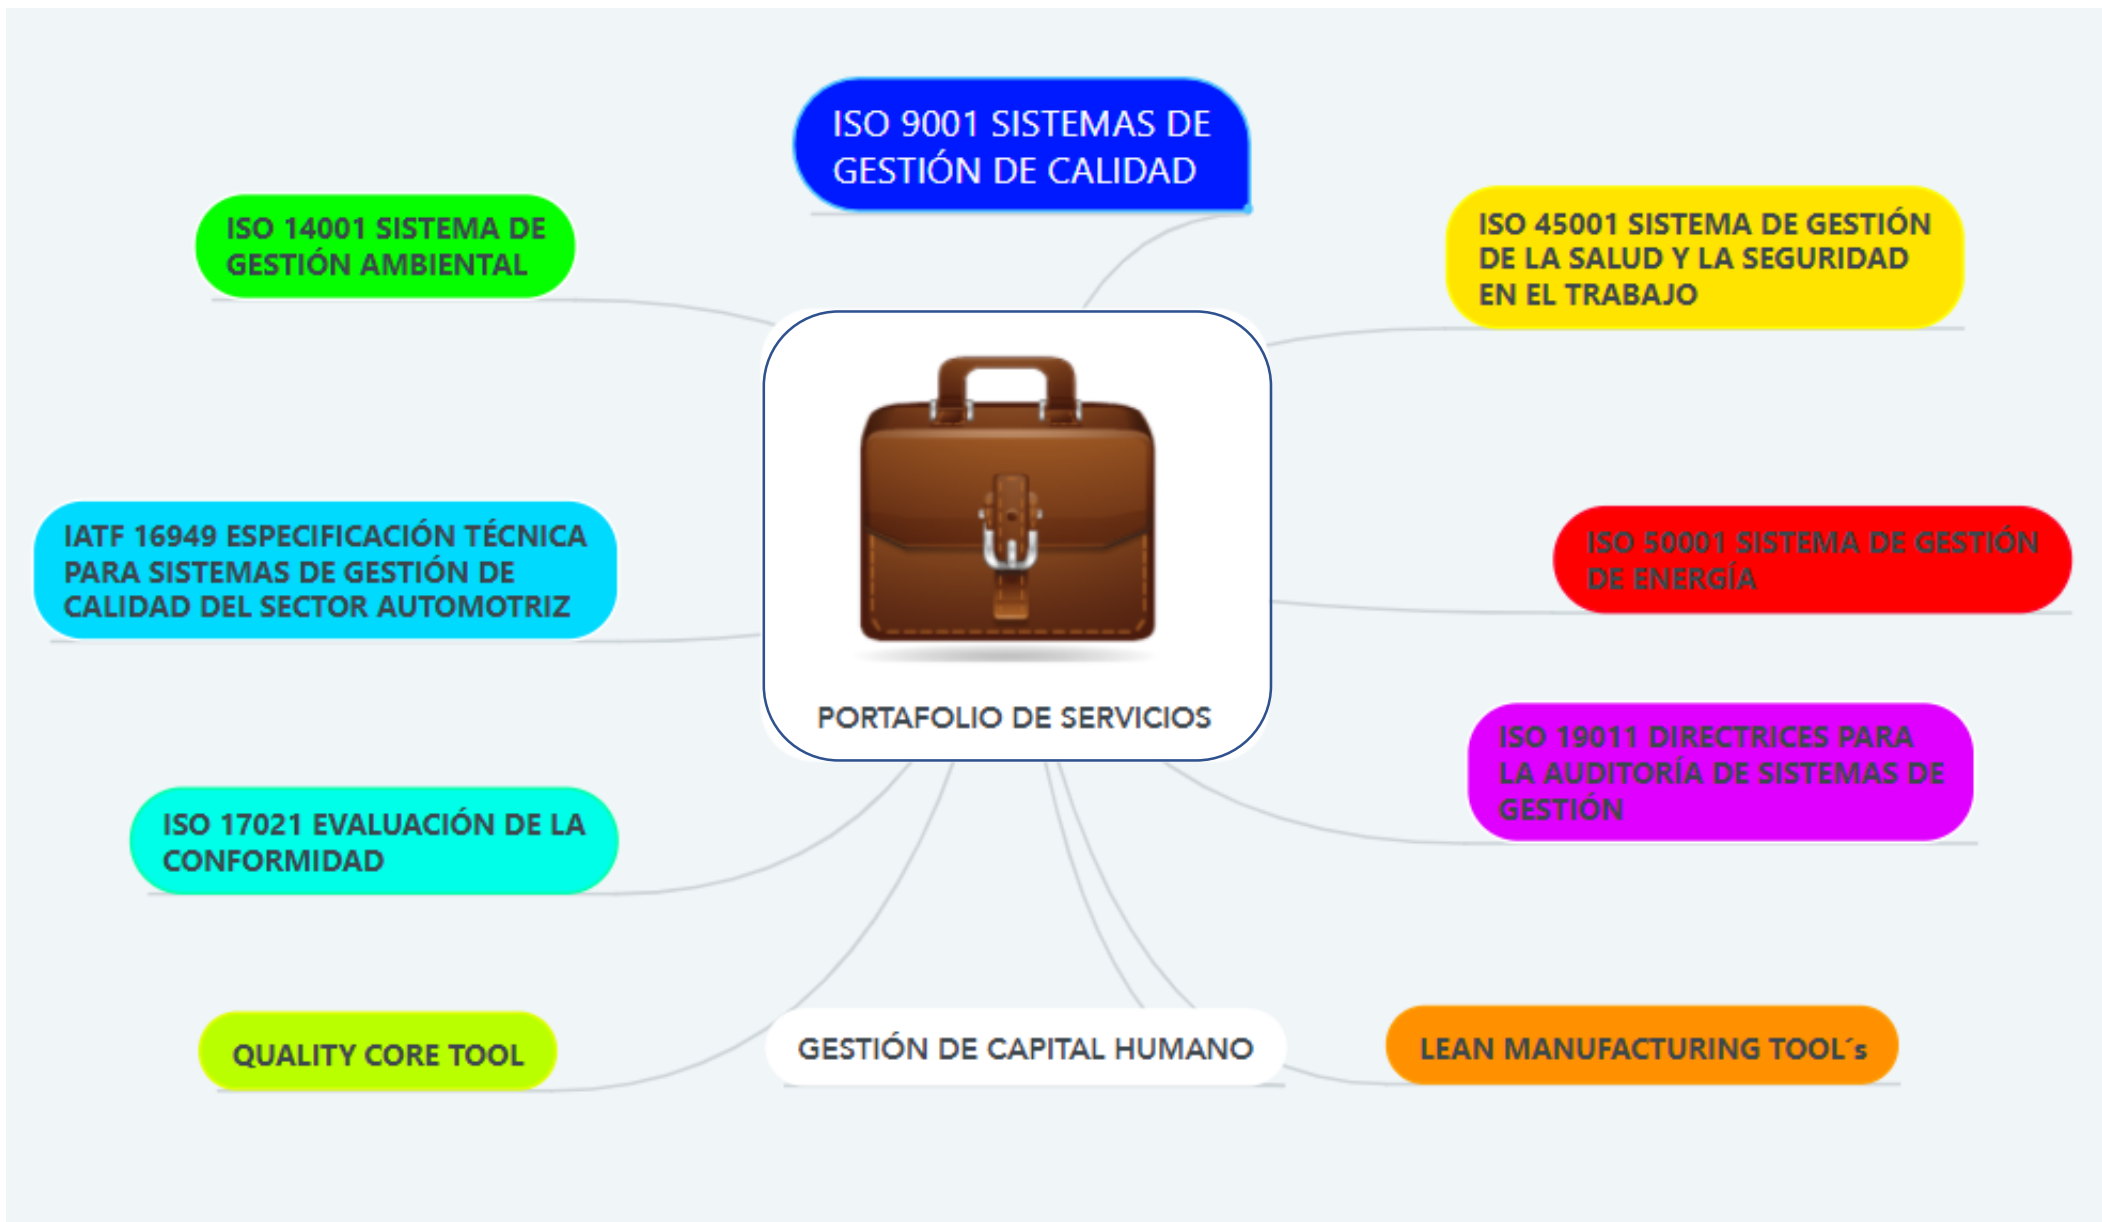 ISO 9001 SISTEMAS DE
GESTIÓN DE CALIDAD
ISO 14001 SISTEMA DE
GESTIÓN AMBIENTAL
ISO 45001 SISTEMA DE GESTIÓN
DE LA SALUD Y LA SEGURIDAD
EN EL TRABAJO
IATF 16949 ESPECIFICACIÓN TÉCNICA
PARA SISTEMAS DE GESTIÓN DE
CALIDAD DEL SECTOR AUTOMOTRIZ
ISO 50001 SISTEMA DE GESTIÓN
DE ENERGÍA
PORTAFOLIO DE SERVICIOS
ISO 19011 DIRECTRICES PARA
LA AUDITORÍA DE SISTEMAS DE
GESTIÓN
ISO 17021 EVALUACIÓN DE LA
CONFORMIDAD
QUALITY CORE TOOL
GESTIÓN DE CAPITAL HUMANO
LEAN MANUFACTURING TOOL´s